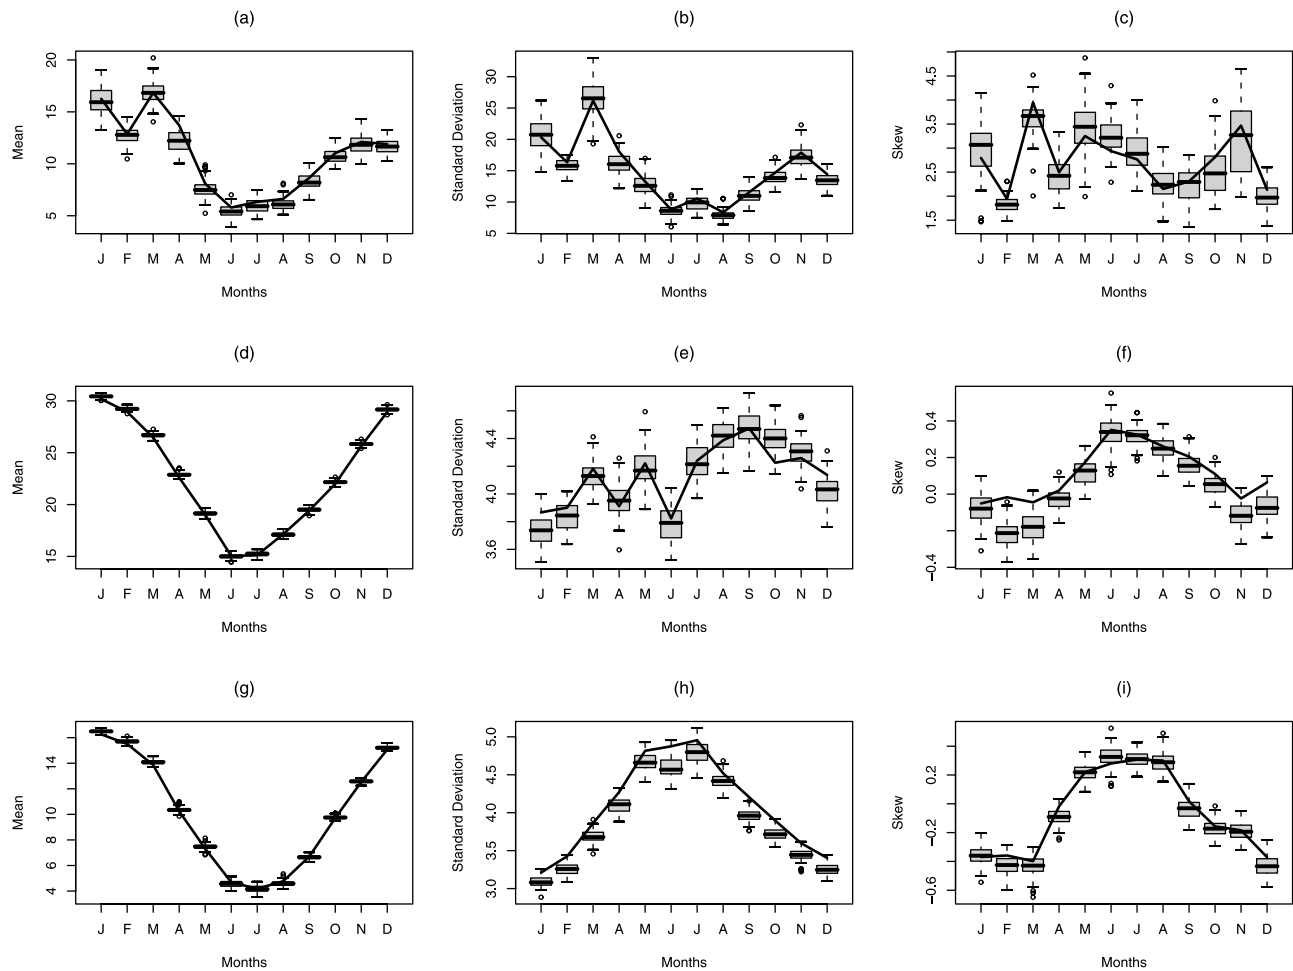 (a) (b) (c)
Mean
20
15
10
5
J F M A M J J A S O N D
Months
Standard Deviation
30
25
20
15
10
5
J F M A M J J A S O N D
Months
Skew
4.5
3.5
2.5
1.5
J F M A M J J A S O N D
Months
(d) (e) (f)
Mean
30
25
20
15
J F M A M J J A S O N D
Months
Standard Deviation
4.4
4.0
3.6
J F M A M J J A S O N D
Months
Skew
0.4
0.2
0.0
−0.4
J F M A M J J A S O N D
Months
(g) (h) (i)
Mean
14
10
8
6
4
J F M A M J J A S O N D
Months
Standard Deviation
5.0
4.5
4.0
3.5
3.0
J F M A M J J A S O N D
Months
Skew
0.2
−0.2
−0.6
J F M A M J J A S O N D
Months